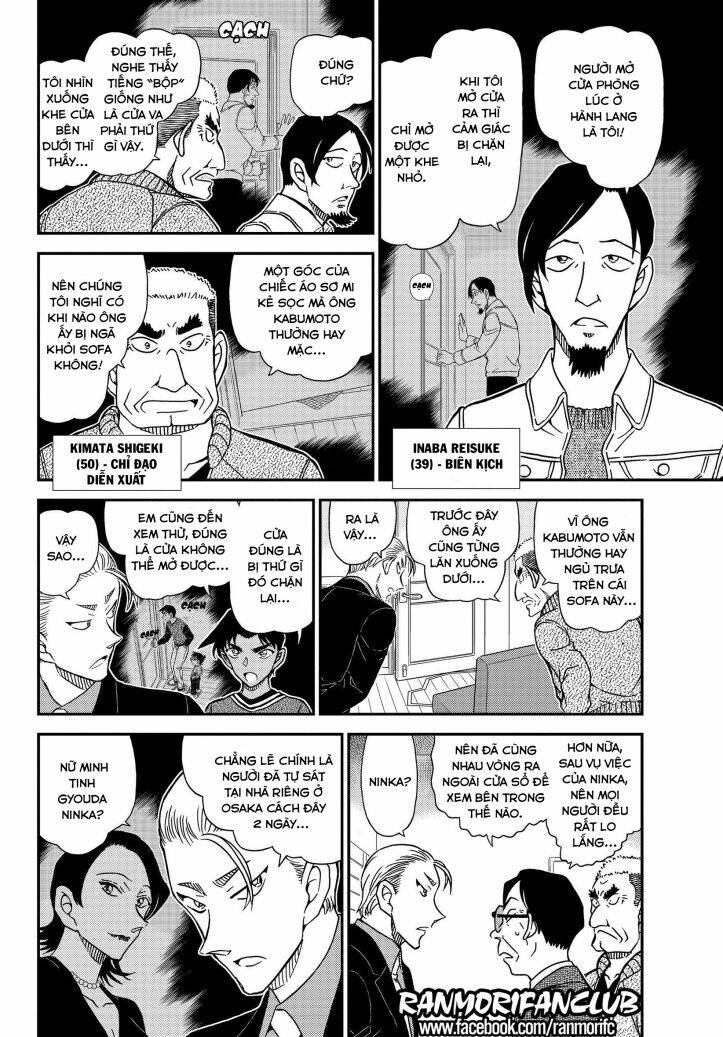 NGƯỜI MỞ
CỬA PHÒNG
LÚC Ở
HÀNH LANG
LÀ TÔI!
KHI TÔI
MỞ CỬA
RA THÌ
CẢM GIÁC
BỊ CHẶN
LẠI,
CHỈ MỞ
ĐƯỢC
MỘT KHE
NHỎ.
CẠCH
INABA REISUKE
(39) - BIÊN KỊCH
CẠCH
ĐÚNG
CHỨ?
ĐÚNG THẾ,
NGHE THẤY
TIẾNG "BỘP"
GIỐNG NHƯ
LÀ CỬA VA
PHẢI THỨ
GÌ VẬY.
TÔI NHÌN
XUỐNG
KHE CỬA
BÊN
DƯỚI THÌ
THẤY...
MỘT GÓC CỦA
CHIẾC ÁO SƠ MI
KẺ SỌC MÀ ÔNG
KABUMOTO
THƯỜNG HAY
MẶC...
NÊN CHÚNG
TÔI NGHĨ CÓ
KHI NÀO ÔNG
ẤY BỊ NGÃ
KHỎI SOFA
KHÔNG!
KIMATA SHIGEKI
(50) - CHỈ ĐẠO
DIỄN XUẤT
VÌ ÔNG
KABUMOTO VẪN
THƯỜNG HAY
NGỦ TRƯA
TRÊN CÁI
SOFA NÀY...
TRƯỚC ĐÂY
ÔNG ẤY
CŨNG TỪNG
LĂN XUỐNG
DƯỚI...
RA LÀ
VẬY...
CỬA
ĐÚNG LÀ
BỊ THỨ GÌ
ĐÓ CHẶN
LẠI...
EM CŨNG ĐẾN
XEM THỬ, ĐÚNG
LÀ CỬA KHÔNG
THỂ MỞ ĐƯỢC...
CẠCH
CẠCH
VẬY
SAO...
HƠN NỮA,
SAU VỤ VIỆC
CỦA NINKA,
NÊN MỌI
NGƯỜI ĐỀU
RẤT LO
LẮNG...
NÊN ĐÃ CÙNG
NHAU VÒNG RA
NGOÀI CỬA SỔ ĐỂ
XEM BÊN TRONG
THẾ NÀO.
NINKA?
CHẲNG LẼ CHÍNH LÀ
NGƯỜI ĐÃ TỰ SÁT
TẠI NHÀ RIÊNG Ở
OSAKA CÁCH ĐÂY
2 NGÀY...
NỮ MINH
TINH
GYOUDA
NINKA?
RANMORIFANCLUB
www.facebook.com/ranmorifc